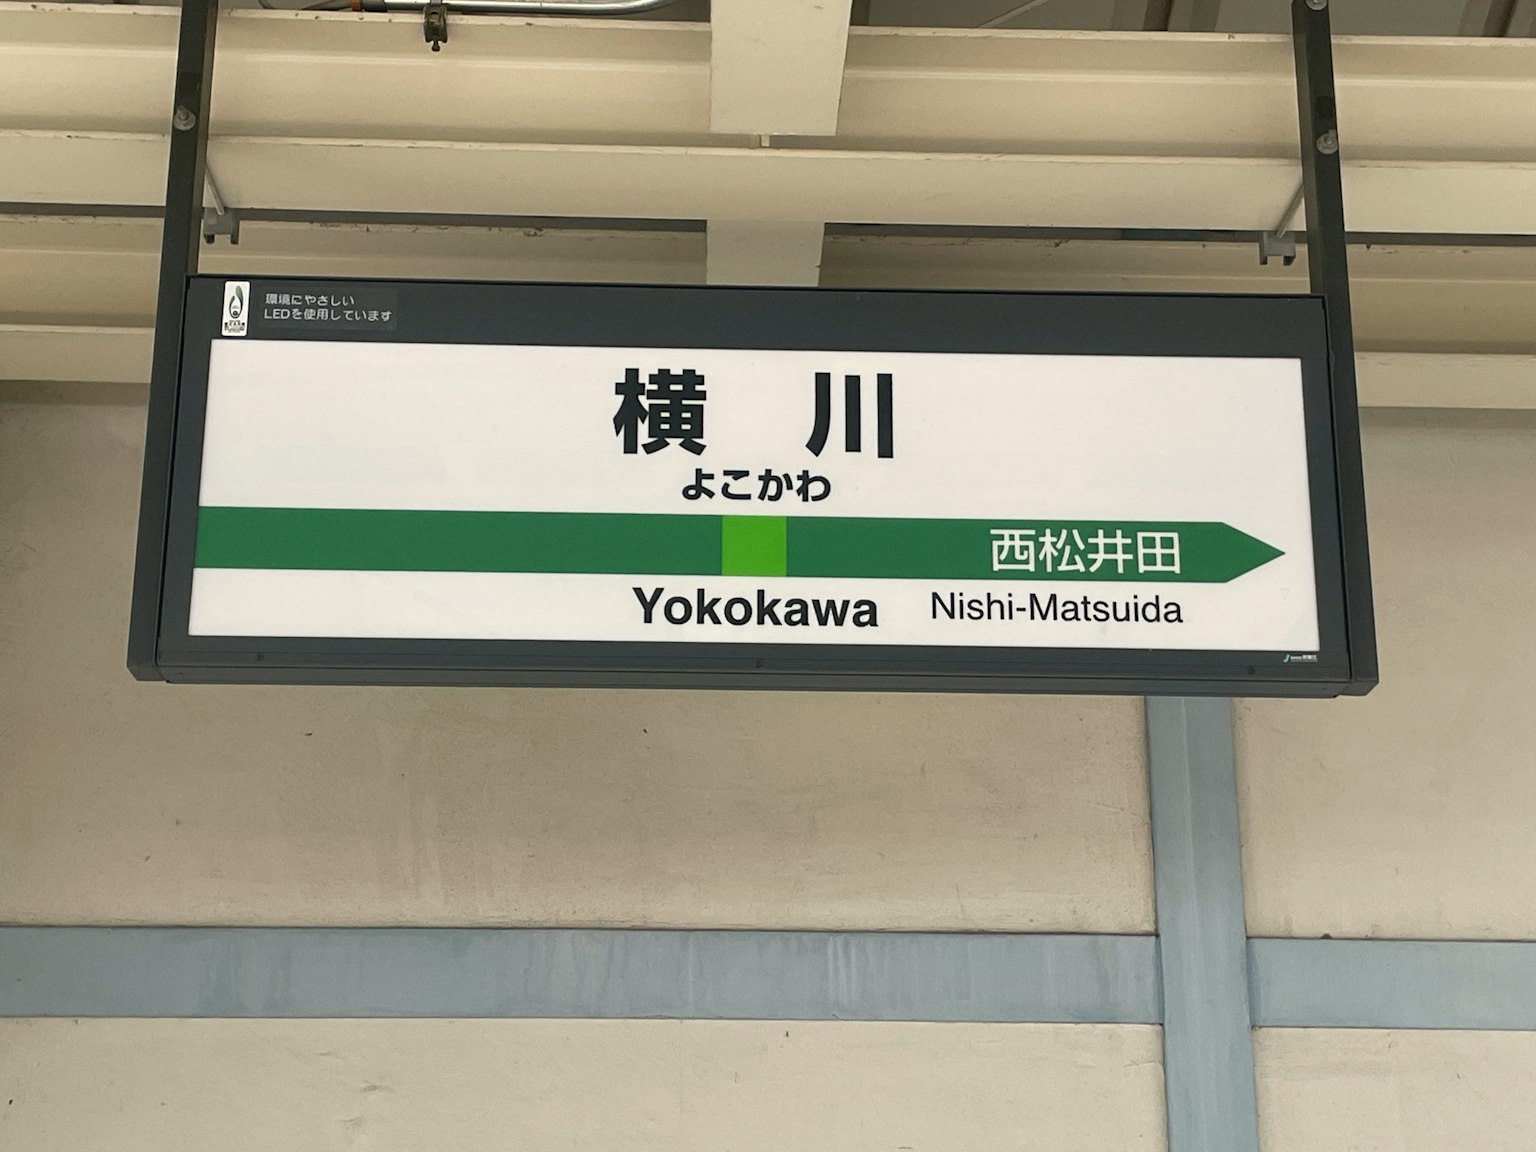 環境にやさしい
LEDを使用しています
横川
よこかわ
西松井田
Yokokawa
Nishi-Matsuida